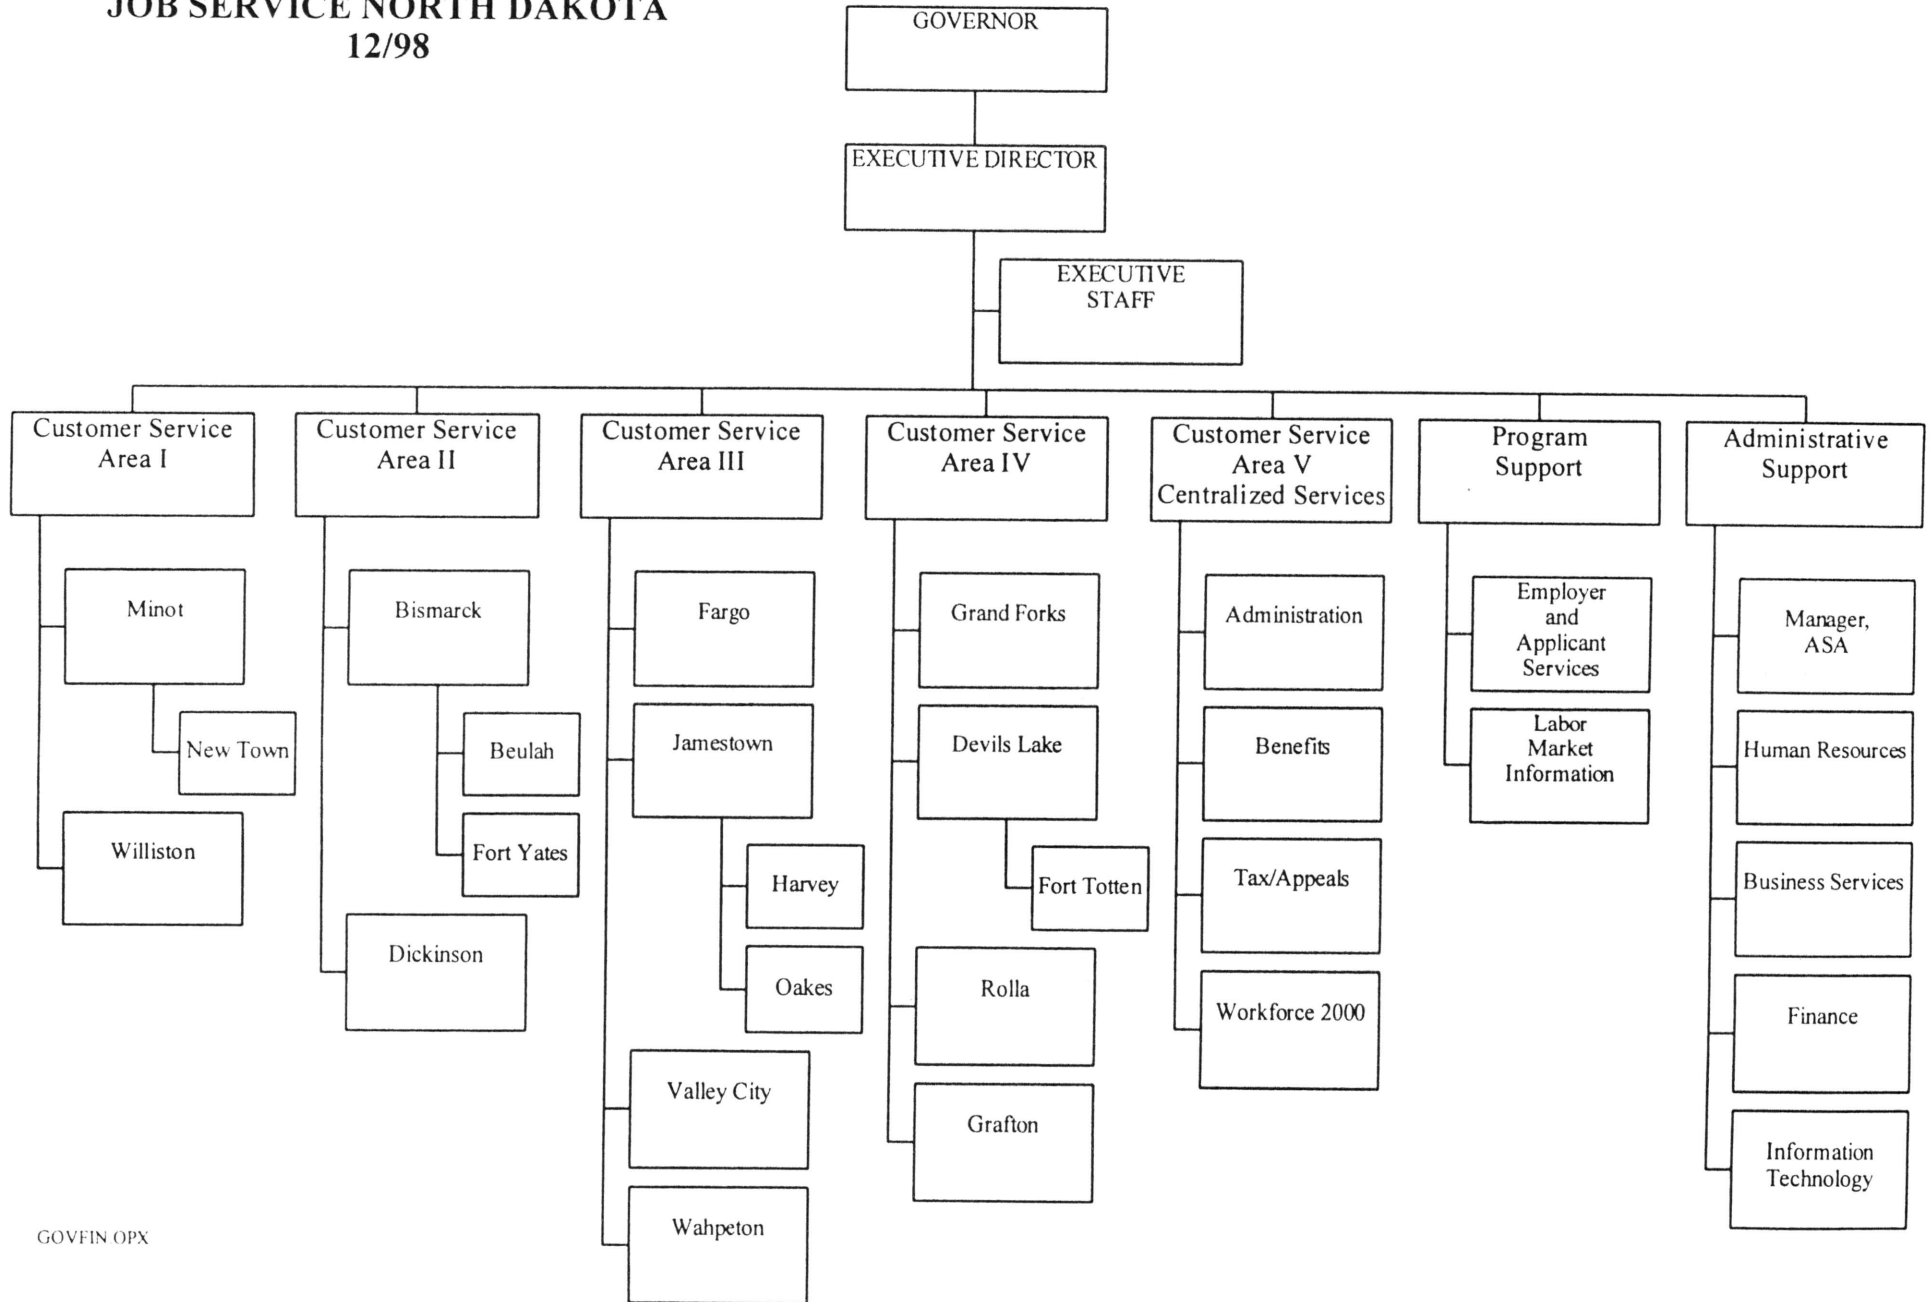 JOB SERVICE NORTH DAKOTA
12/98
GOVERNOR
EXECUTIVE DIRECTOR
EXECUTIVE
STAFF
Customer Service
Area I
Customer Service
Area II
Customer Service
Area III
Customer Service
Area IV
Customer Service
Area V
Centralized Services
Program
Support
Administrative
Support
Minot
New Town
Williston
Bismarck
Beulah
Fort Yates
Dickinson
Fargo
Jamestown
Harvey
Oakes
Valley City
Wahpeton
Grand Forks
Devils Lake
Fort Totten
Rolla
Grafton
Administration
Benefits
Tax/Appeals
Workforce 2000
Employer
and
Applicant
Services
Labor
Market
Information
Manager,
ASA
Human Resources
Business Services
Finance
Information
Technology
GOVFIN OPX